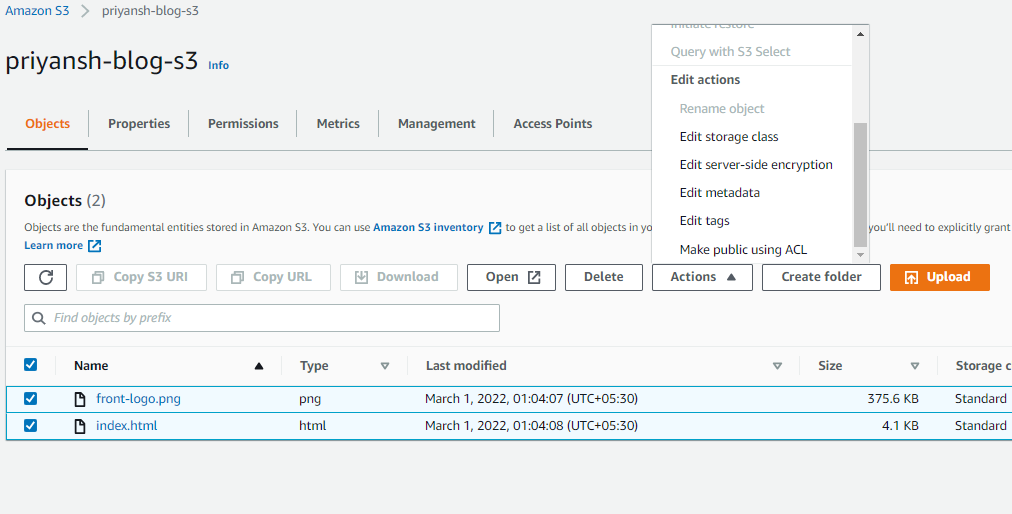 Amazon S3 > priyansh-blog-s3
priyansh-blog-s3 Info
Initiate restore
Query with S3 Select
Edit actions
Rename object
Edit storage class
Edit server-side encryption
Edit metadata
Edit tags
Make public using ACL
Objects Properties Permissions Metrics Management Access Points
Objects (2)
Objects are the fundamental entities stored in Amazon S3. You can use Amazon S3 inventory to get a list of all objects in yo you'll need to explicitly grant
Learn more
Copy S3 URI Copy URL Download Open Delete Actions Create folder Upload
Find objects by prefix
Name Type Last modified Size Storage c
front-logo.png png March 1, 2022, 01:04:07 (UTC+05:30) 375.6 KB Standard
index.html html March 1, 2022, 01:04:08 (UTC+05:30) 4.1 KB Standard